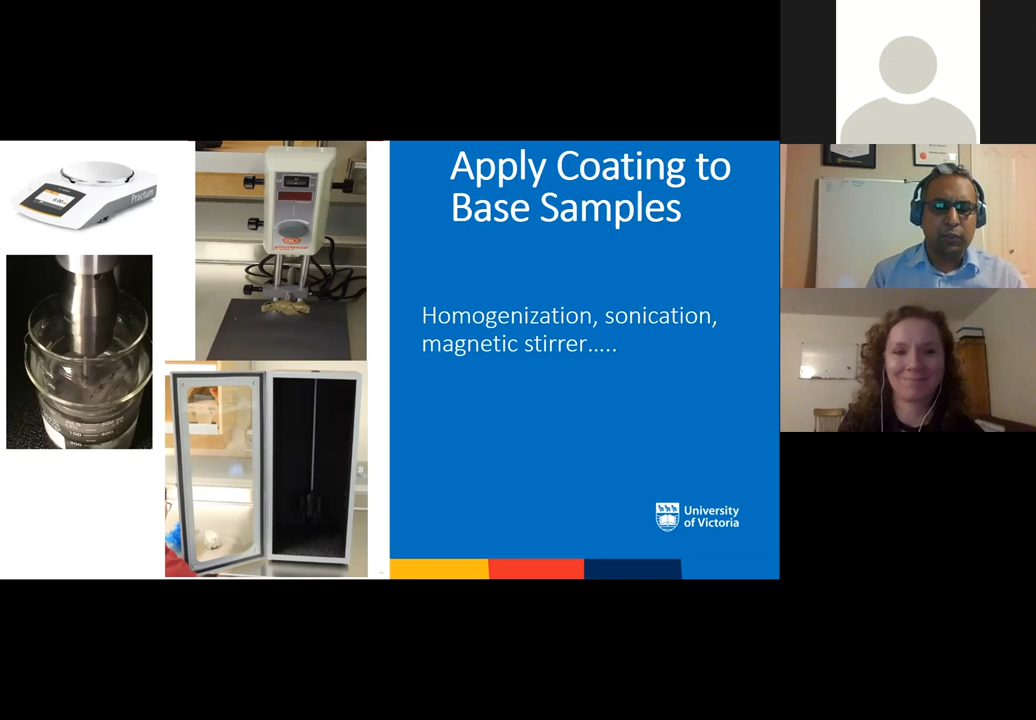 Apply Coating to
Base Samples
Homogenization, sonication,
magnetic stirrer.....
University
of Victoria
Practum